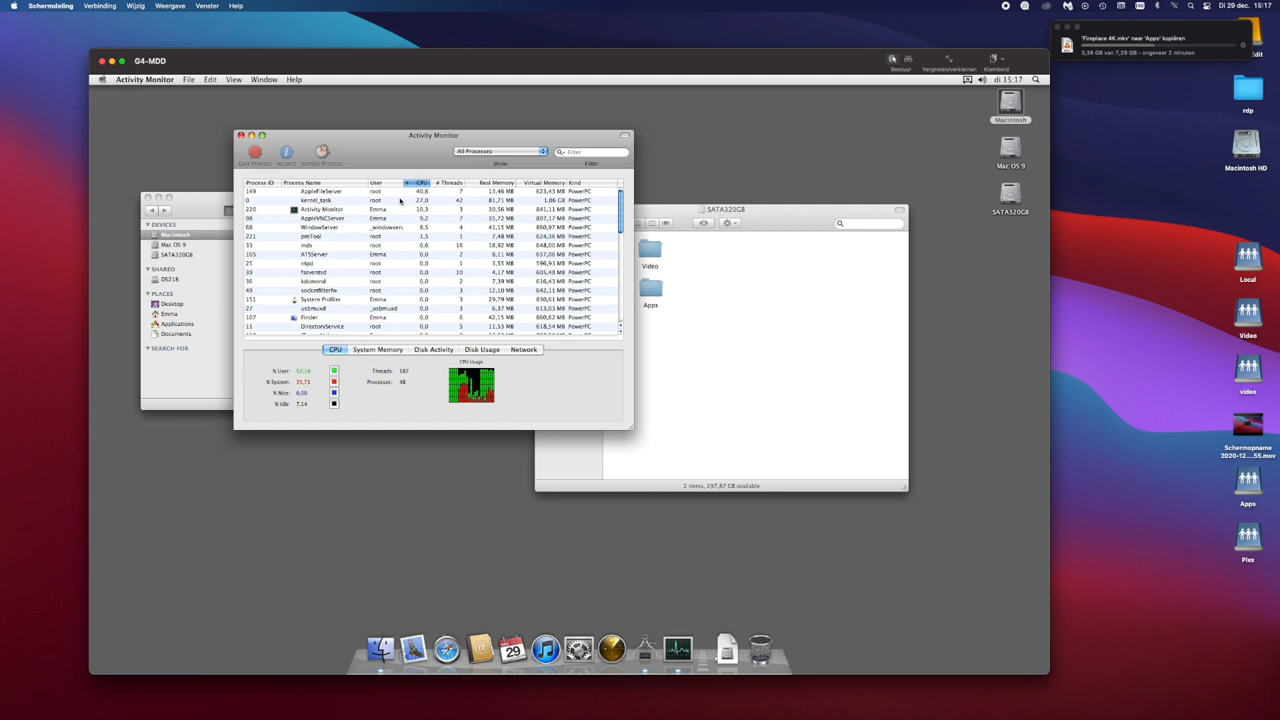 Schermdeling Verbinding Wijzig Weergave Venster Help
Di 29 dec. 15:17
'Fireplace 4K.mkv' naar 'Apps' kopiëren
3,38 GB van 7,29 GB - ongeveer 2 minuten
G4-MDD
Bestuur Vergroten/verkleinen Klembord
Activity Monitor File Edit View Window Help
di 15:17
Activity Monitor
Quit Process Inspect Sample Process
All Processes
Filter
Show
Filter
Process ID Process Name User CPU # Threads Real Memory Virtual Memory Kind
149 AppleFileServer root 40,6 7 13,46 MB 623,43 MB PowerPC
0 kernel_task root 27,0 42 81,71 MB 1,06 GB PowerPC
220 Activity Monitor Emma 10,3 3 30,56 MB 841,11 MB PowerPC
98 AppleVNCServer Emma 9,2 7 35,72 MB 807,17 MB PowerPC
68 WindowServer _windowserv 8,5 4 41,15 MB 860,97 MB PowerPC
221 pmTool root 1,5 1 7,48 MB 624,36 MB PowerPC
33 mds root 0,6 16 18,92 MB 648,00 MB PowerPC
105 ATSServer Emma 0,0 2 8,11 MB 657,06 MB PowerPC
25 ntpd root 0,0 1 3,55 MB 596,93 MB PowerPC
39 fseventsd root 0,0 10 4,17 MB 605,48 MB PowerPC
36 kdcmond root 0,0 2 7,39 MB 616,43 MB PowerPC
49 socketfilterfw root 0,0 3 12,10 MB 642,11 MB PowerPC
151 System Profiler Emma 0,0 3 29,79 MB 830,61 MB PowerPC
27 usbmuxd _usbmuxd 0,0 2 6,37 MB 613,03 MB PowerPC
107 Finder Emma 0,0 6 42,15 MB 860,12 MB PowerPC
11 DirectoryService root 0,0 5 11,53 MB 618,54 MB PowerPC
CPU System Memory Disk Activity Disk Usage Network
CPU Usage
% User: 57,14
Threads: 187
% System: 35,71
Processes: 48
% Nice: 0,00
% Idle: 7,14
DEVICES
Macintosh
Mac OS 9
SATA320GB
SHARED
DS218
PLACES
Desktop
Emma
Applications
Documents
SEARCH FOR
SATA320GB
Video
Apps
2 items, 297,87 GB available
Macintosh
Mac OS 9
SATA320GB
29
Edit
rdp
Macintosh HD
Local
Video
video
Schermopname
2020-12...55.mov
Apps
Plex